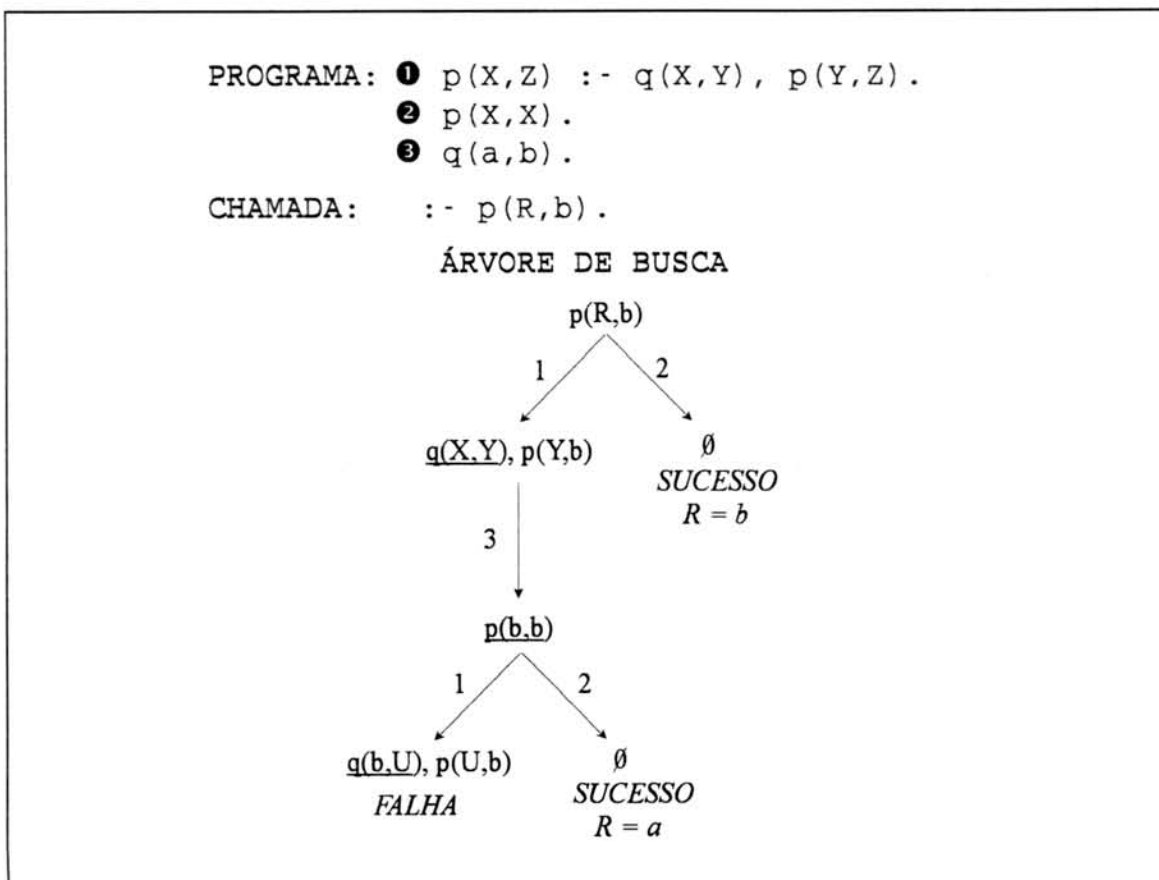 PROGRAMA: ❶ p(X,Z) :- q(X,Y), p(Y,Z).
❷ p(X,X).
❸ q(a,b).
CHAMADA: :- p(R,b).
ÁRVORE DE BUSCA
p(R,b)
1 2
q(X,Y), p(Y,b) ∅
SUCESSO
R = b
3
p(b,b)
1 2
q(b,U), p(U,b) ∅
FALHA SUCESSO
R = a